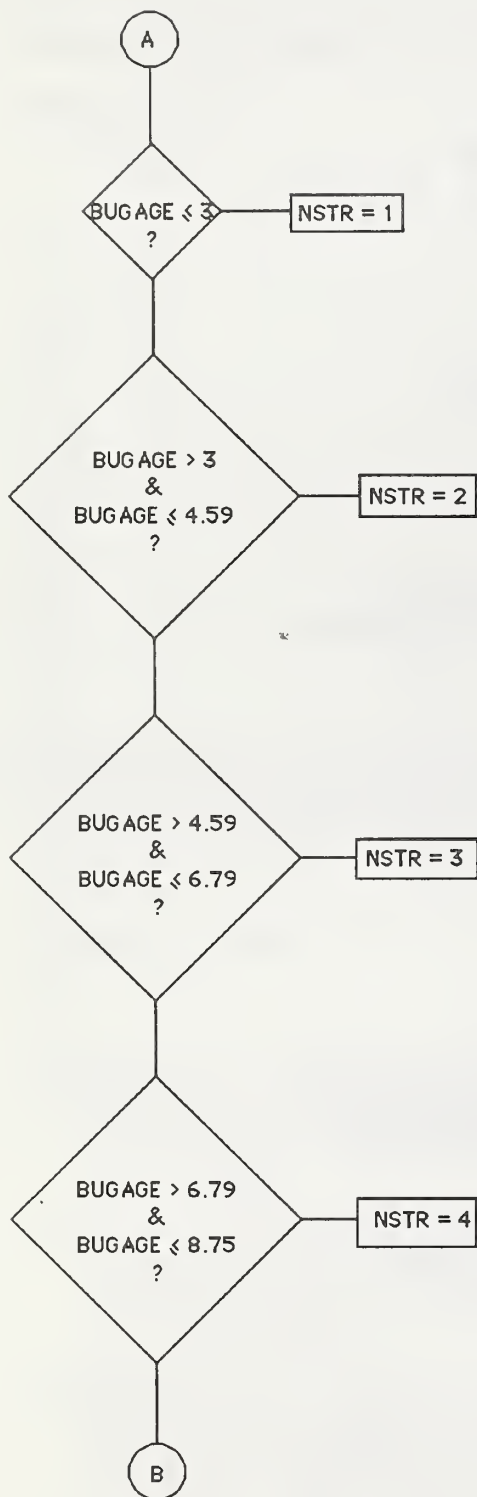 A
BUGAGE ⩽ 3
?
NSTR = 1
BUGAGE > 3
&
BUGAGE ⩽ 4.59
?
NSTR = 2
BUGAGE > 4.59
&
BUGAGE ⩽ 6.79
?
NSTR = 3
BUGAGE > 6.79
&
BUGAGE ⩽ 8.75
?
NSTR = 4
B